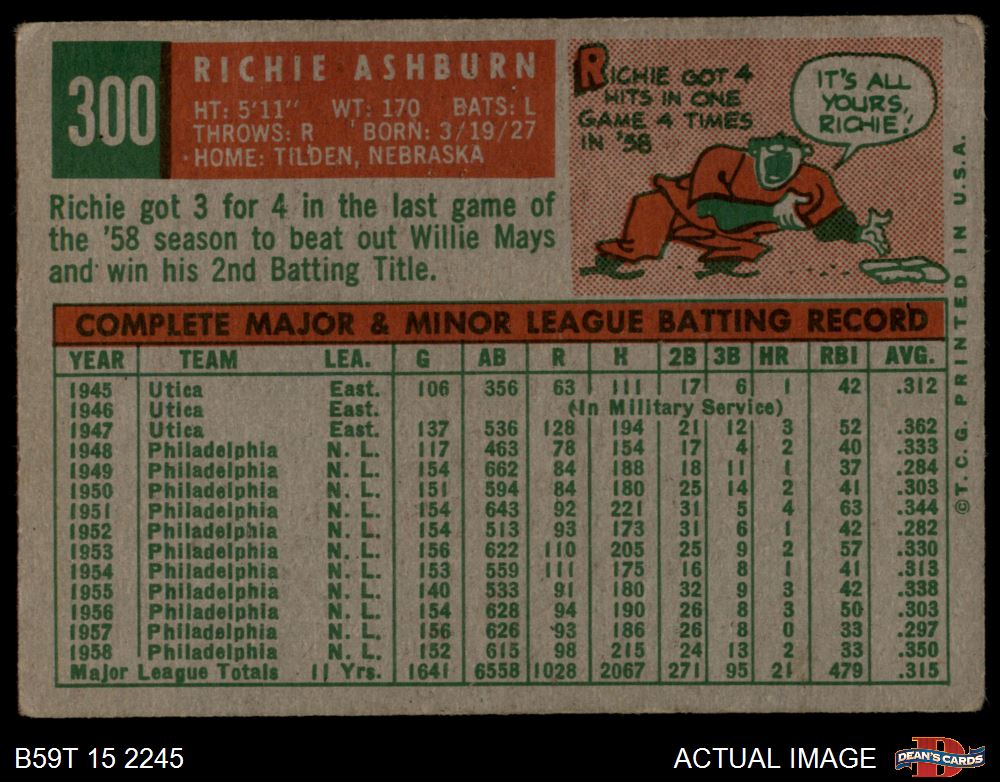 300
RICHIE ASHBURN
HT: 5'11" WT: 170 BATS: L
THROWS: R BORN: 3/19/27
HOME: TILDEN, NEBRASKA
RICHIE GOT 4
HITS IN ONE
GAME 4 TIMES
IN '58
IT'S ALL
YOURS,
RICHIE!
Richie got 3 for 4 in the last game of
the '58 season to beat out Willie Mays
and win his 2nd Batting Title.
COMPLETE MAJOR & MINOR LEAGUE BATTING RECORD
YEAR TEAM LEA. G AB R H 2B 3B HR RBI AVG.
1945 Utica East. 106 356 63 111 17 6 1 42 .312
1946 Utica East. (In Military Service)
1947 Utica East. 137 536 128 194 21 12 3 52 .362
1948 Philadelphia N. L. 117 463 78 154 17 4 2 40 .333
1949 Philadelphia N. L. 154 662 84 188 18 11 1 37 .284
1950 Philadelphia N. L. 151 594 84 180 25 14 2 41 .303
1951 Philadelphia N. L. 154 643 92 221 31 5 4 63 .344
1952 Philadelphia N. L. 154 513 93 173 31 6 1 42 .282
1953 Philadelphia N. L. 156 622 110 205 25 9 2 57 .330
1954 Philadelphia N. L. 153 559 111 175 16 8 1 41 .313
1955 Philadelphia N. L. 140 533 91 180 32 9 3 42 .338
1956 Philadelphia N. L. 154 628 94 190 26 8 3 50 .303
1957 Philadelphia N. L. 156 626 93 186 26 8 0 33 .297
1958 Philadelphia N. L. 152 615 98 215 24 13 2 33 .350
Major League Totals 11 Yrs. 1641 6558 1028 2067 271 95 21 479 .315
©T.C.G. PRINTED IN U.S.A.
B59T 15 2245
ACTUAL IMAGE
DEAN'S CARDS